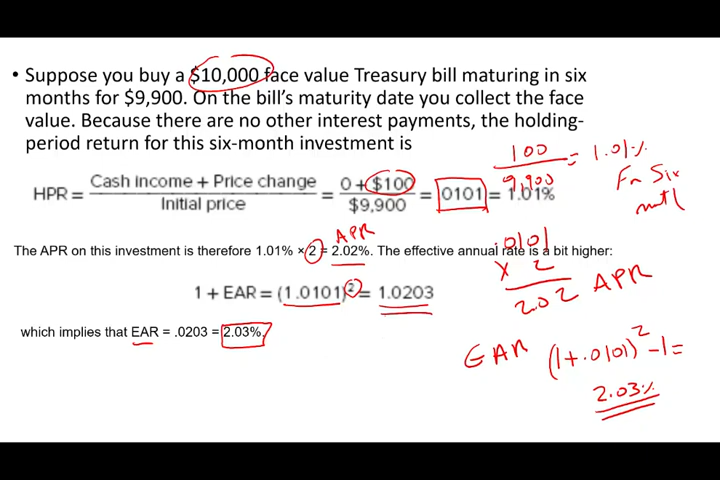 • Suppose you buy a $10,000 face value Treasury bill maturing in six
months for $9,900. On the bill's maturity date you collect the face
value. Because there are no other interest payments, the holding-
period return for this six-month investment is
HPR = Cash income + Price change / Initial price = 0 + $100 / $9,900 = 0101 = 1.01%
100 / 9,900 = 1.01%
For Six
The APR on this investment is therefore 1.01% × 2 = 2.02%. The effective annual rate is a bit higher:
APR
.0101
× 2
2.02 APR
1 + EAR = (1.0101)² = 1.0203
which implies that EAR = .0203 = 2.03%.
EAR (1+.0101)² -1 =
2.03%